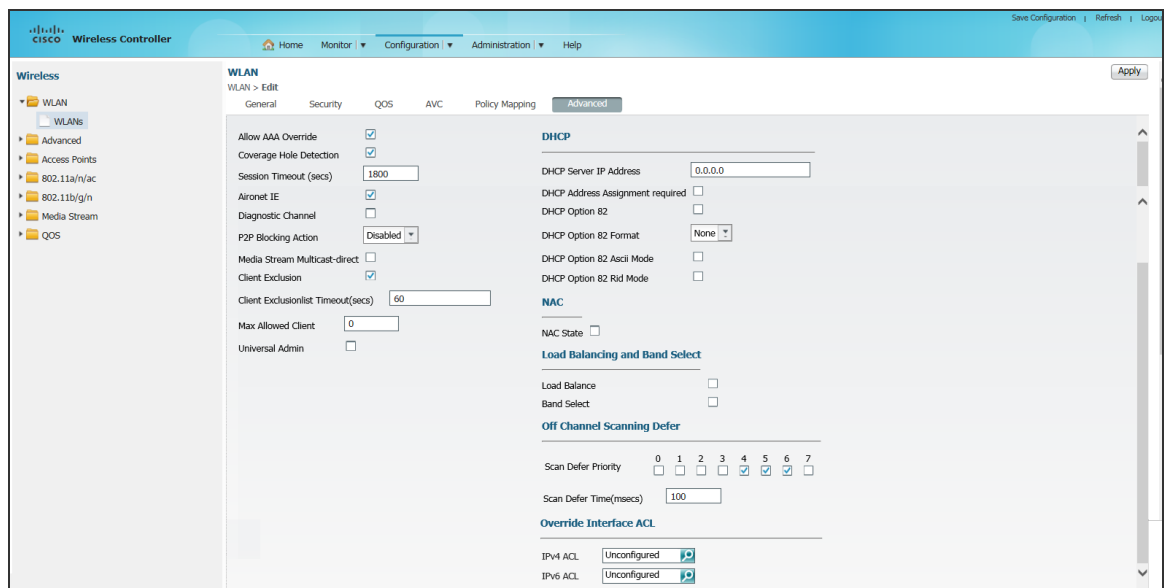 Save Configuration | Refresh | Logou
CISCO Wireless Controller
Home Monitor | Configuration | Administration | Help
Wireless
WLAN
WLANs
Advanced
Access Points
802.11a/n/ac
802.11b/g/n
Media Stream
QOS
WLAN
Apply
WLAN > Edit
General Security QOS AVC Policy Mapping Advanced
Allow AAA Override
Coverage Hole Detection
Session Timeout (secs) 1800
Aironet IE
Diagnostic Channel
P2P Blocking Action Disabled
Media Stream Multicast-direct
Client Exclusion
Client Exclusionlist Timeout(secs) 60
Max Allowed Client 0
Universal Admin
DHCP
DHCP Server IP Address 0.0.0.0
DHCP Address Assignment required
DHCP Option 82
DHCP Option 82 Format None
DHCP Option 82 Ascii Mode
DHCP Option 82 Rid Mode
NAC
NAC State
Load Balancing and Band Select
Load Balance
Band Select
Off Channel Scanning Defer
0 1 2 3 4 5 6 7
Scan Defer Priority
Scan Defer Time(msecs) 100
Override Interface ACL
IPv4 ACL Unconfigured
IPv6 ACL Unconfigured